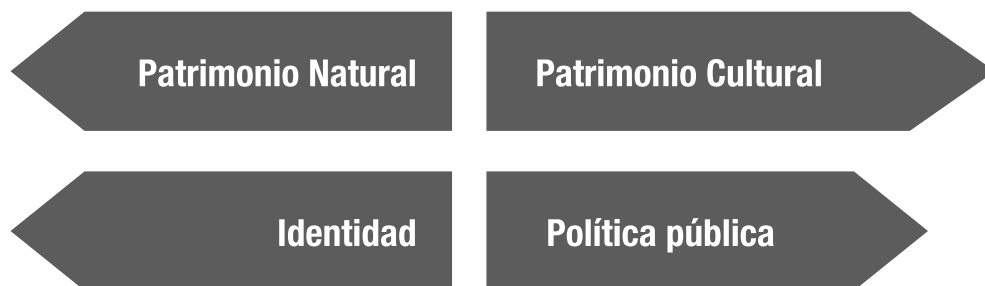 Patrimonio Natural
Patrimonio Cultural
Identidad
Política pública